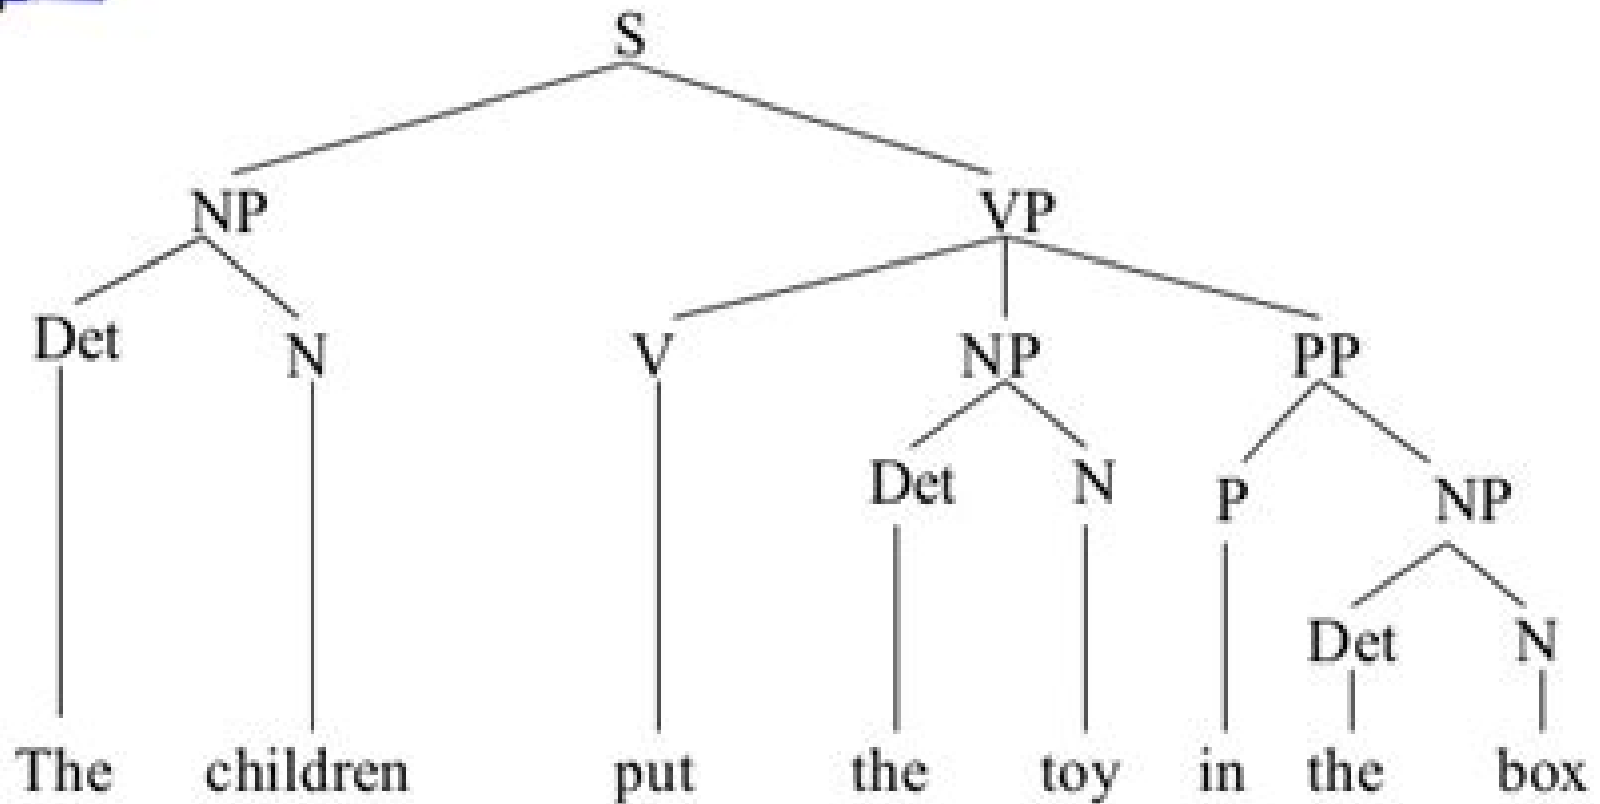 S
NP VP
Det N V NP PP
Det N P NP
Det N
The children put the toy in the box